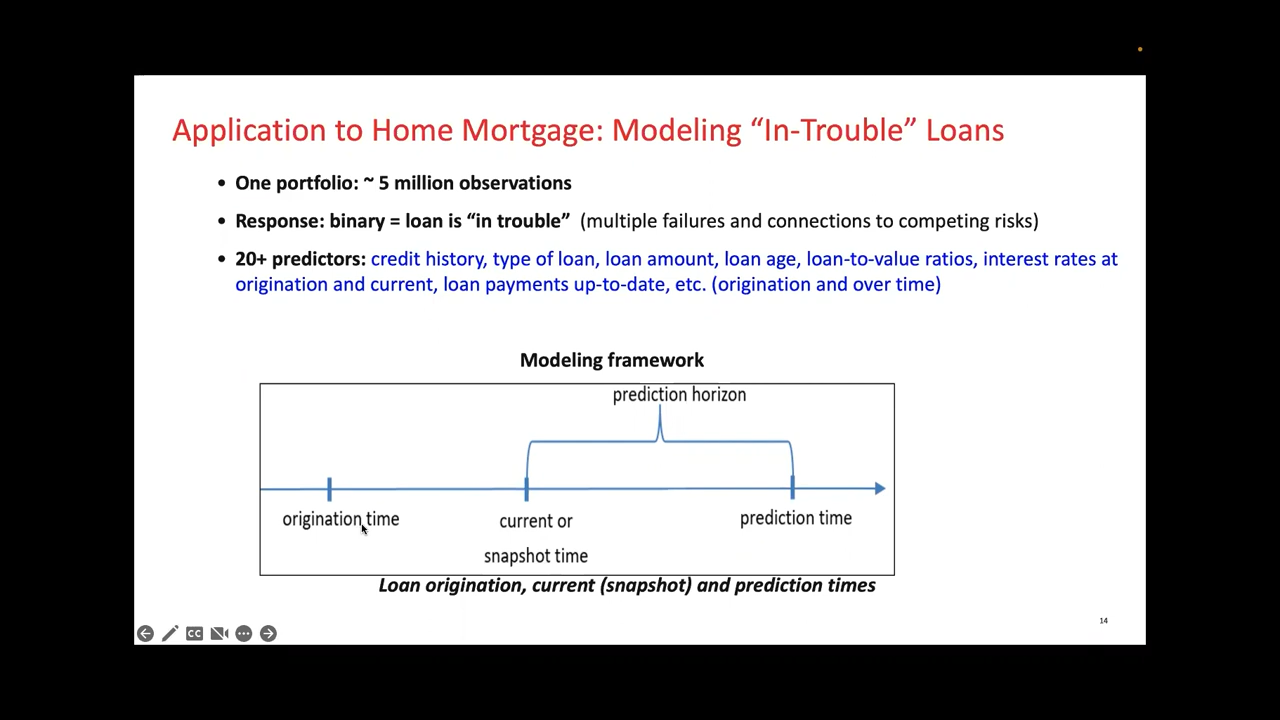 Application to Home Mortgage: Modeling “In-Trouble” Loans
• One portfolio: ~ 5 million observations
• Response: binary = loan is “in trouble” (multiple failures and connections to competing risks)
• 20+ predictors: credit history, type of loan, loan amount, loan age, loan-to-value ratios, interest rates at
origination and current, loan payments up-to-date, etc. (origination and over time)
Modeling framework
prediction horizon
origination time
current or
snapshot time
prediction time
Loan origination, current (snapshot) and prediction times
14
CC